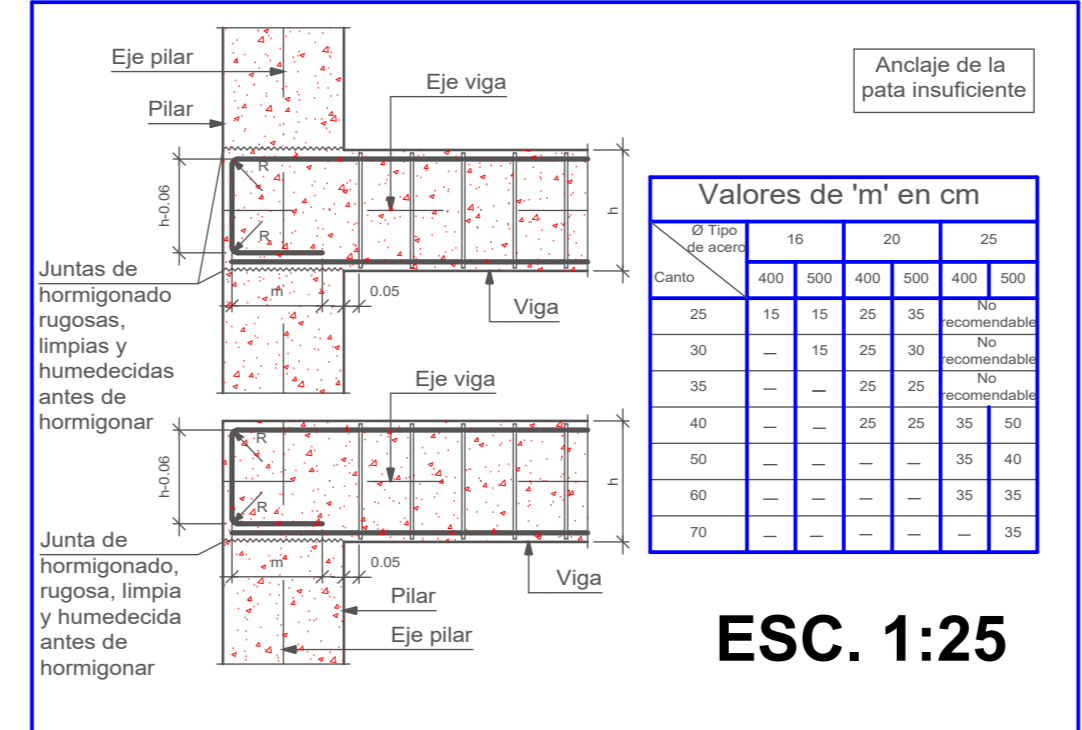 Eje pilar
Pilar
Eje viga
R
R
h-0.06
h
m
0.05
Viga
Juntas de
hormigonado
rugosas,
limpias y
humedecidas
antes de
hormigonar
Eje viga
R
R
h-0.06
h
m
0.05
Viga
Pilar
Eje pilar
Junta de
hormigonado,
rugosa, limpia
y humedecida
antes de
hormigonar
Anclaje de la
pata insuficiente
Valores de 'm' en cm
Ø Tipo
de acero
Canto
16 20 25
400 500 400 500 400 500
25 15 15 25 35 No
recomendable
30 — 15 25 30 No
recomendable
35 — — 25 25 No
recomendable
40 — — 25 25 35 50
50 — — — — 35 40
60 — — — — 35 35
70 — — — — — 35
ESC. 1:25